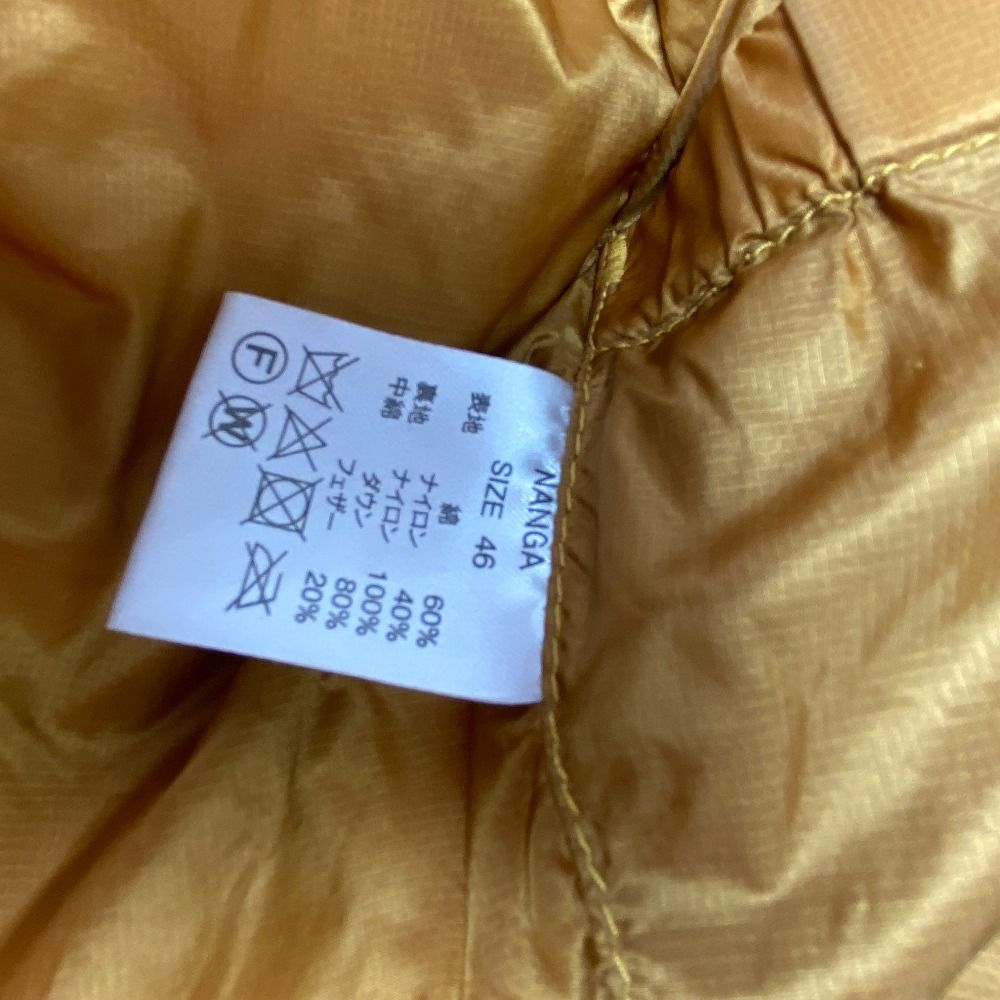 NANGA
SIZE 46
表地 綿 60%
ナイロン 40%
裏地 ナイロン 100%
中綿 ダウン 80%
フェザー 20%
F
W